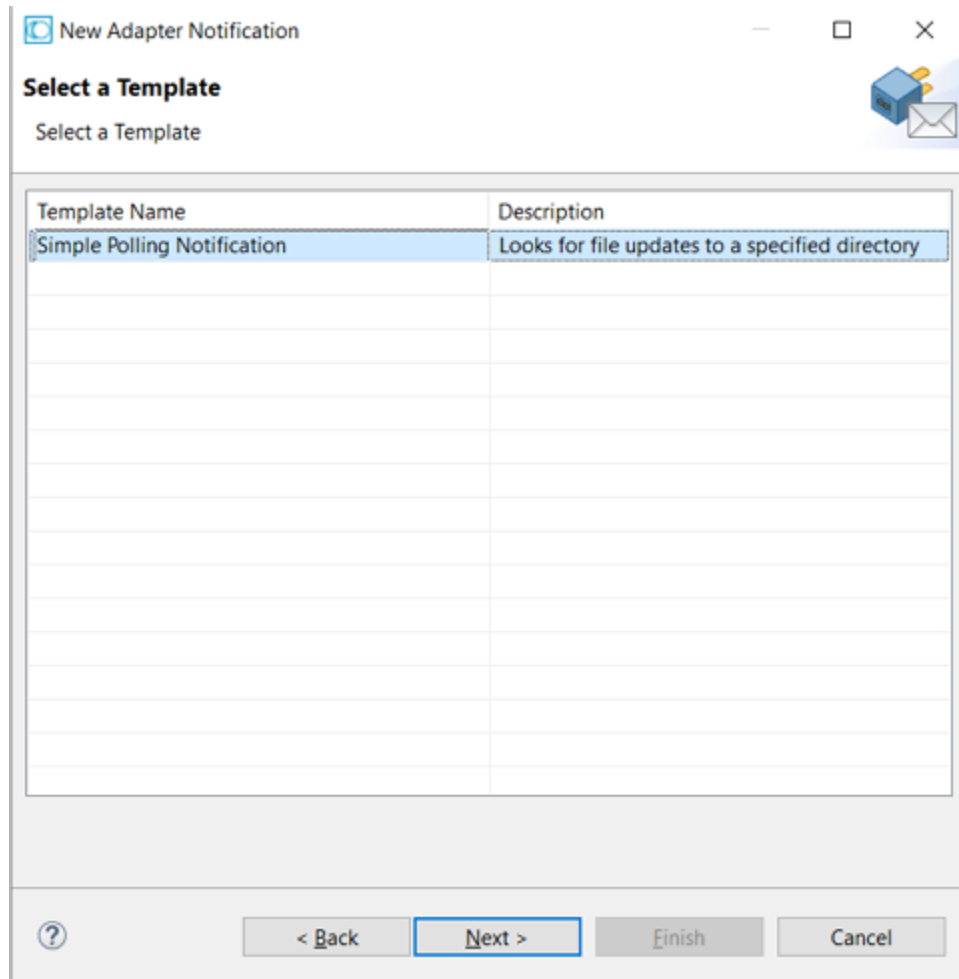 New Adapter Notification
Select a Template
Select a Template
Template Name Description
Simple Polling Notification Looks for file updates to a specified directory
? < Back Next > Finish Cancel